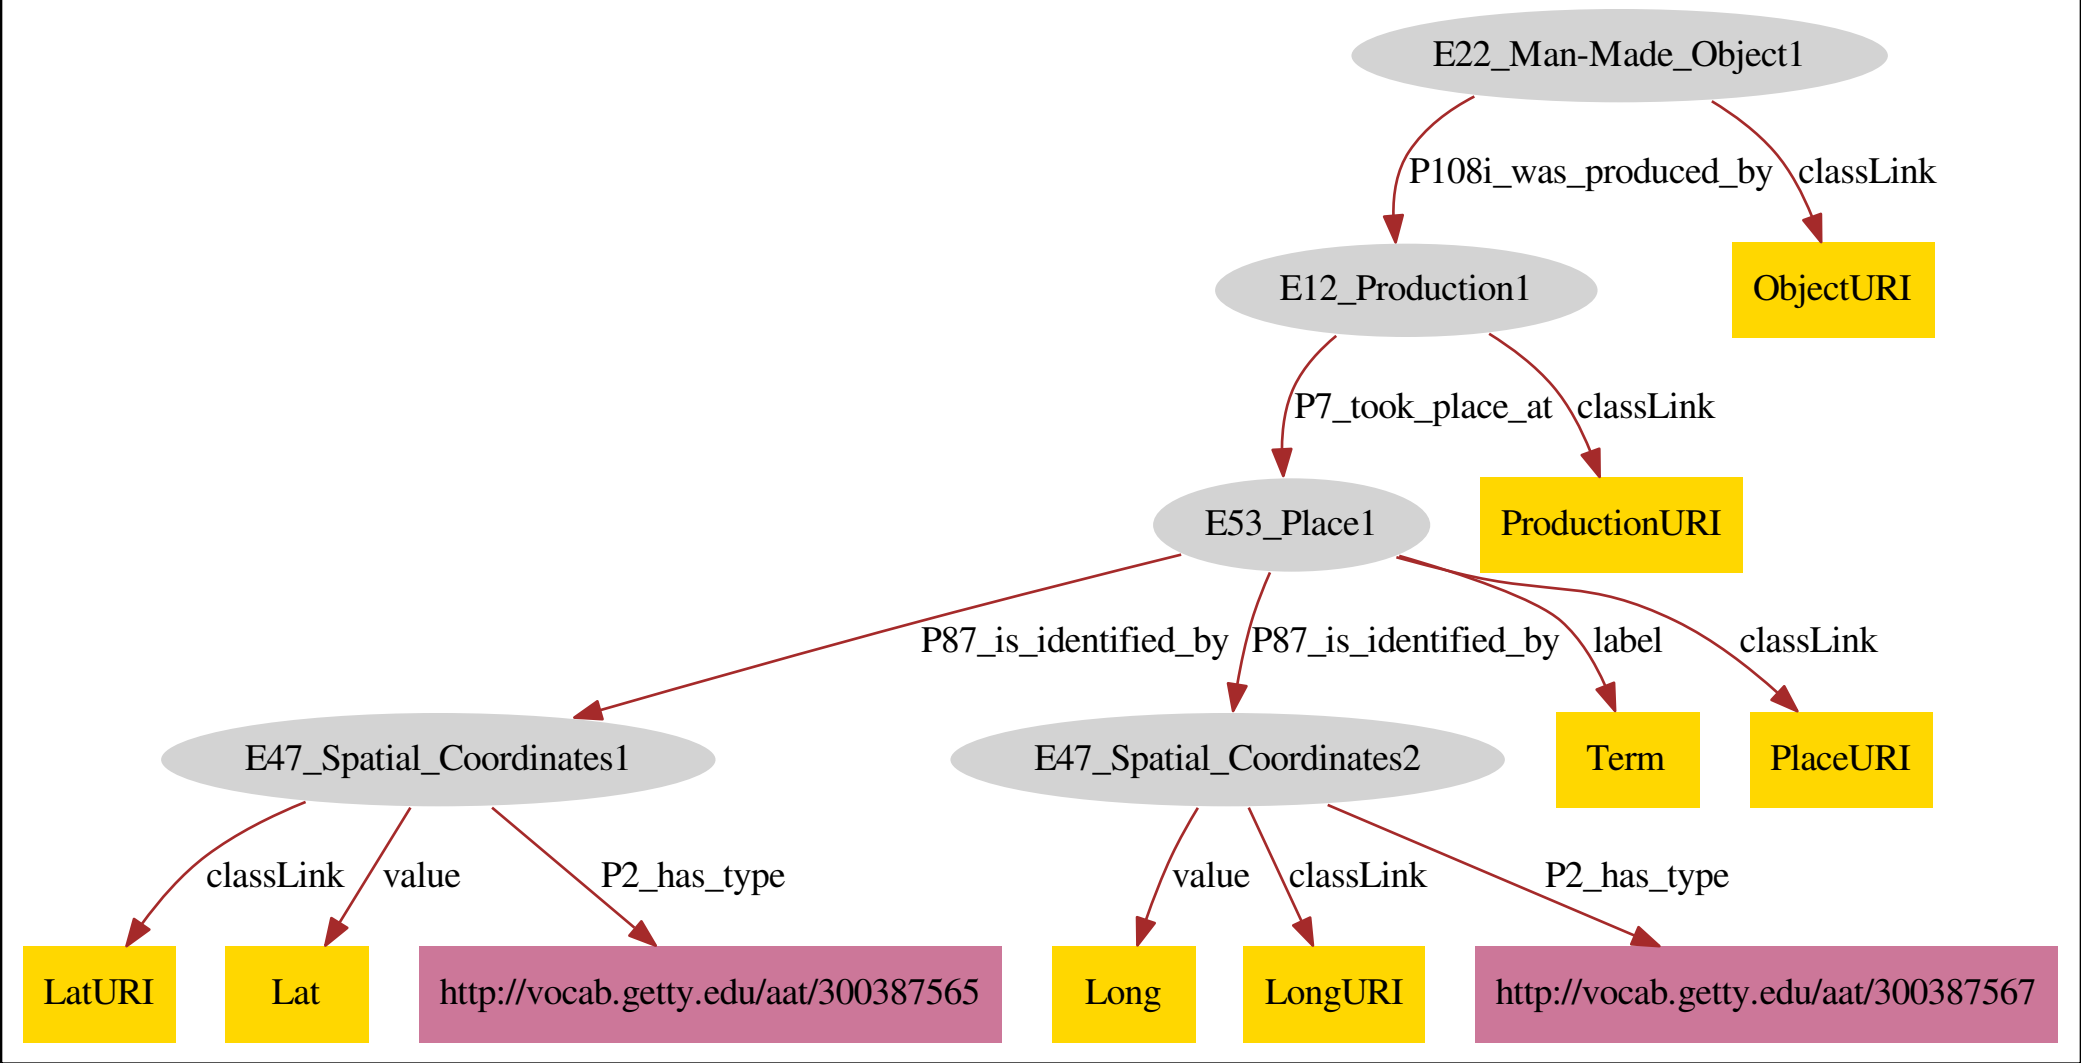 E22_Man-Made_Object1
P108i_was_produced_by
classLink
E12_Production1
ObjectURI
P7_took_place_at
classLink
E53_Place1
ProductionURI
P87_is_identified_by
P87_is_identified_by
label
classLink
E47_Spatial_Coordinates1
E47_Spatial_Coordinates2
Term
PlaceURI
classLink
value
P2_has_type
value
classLink
P2_has_type
LatURI
Lat
http://vocab.getty.edu/aat/300387565
Long
LongURI
http://vocab.getty.edu/aat/300387567